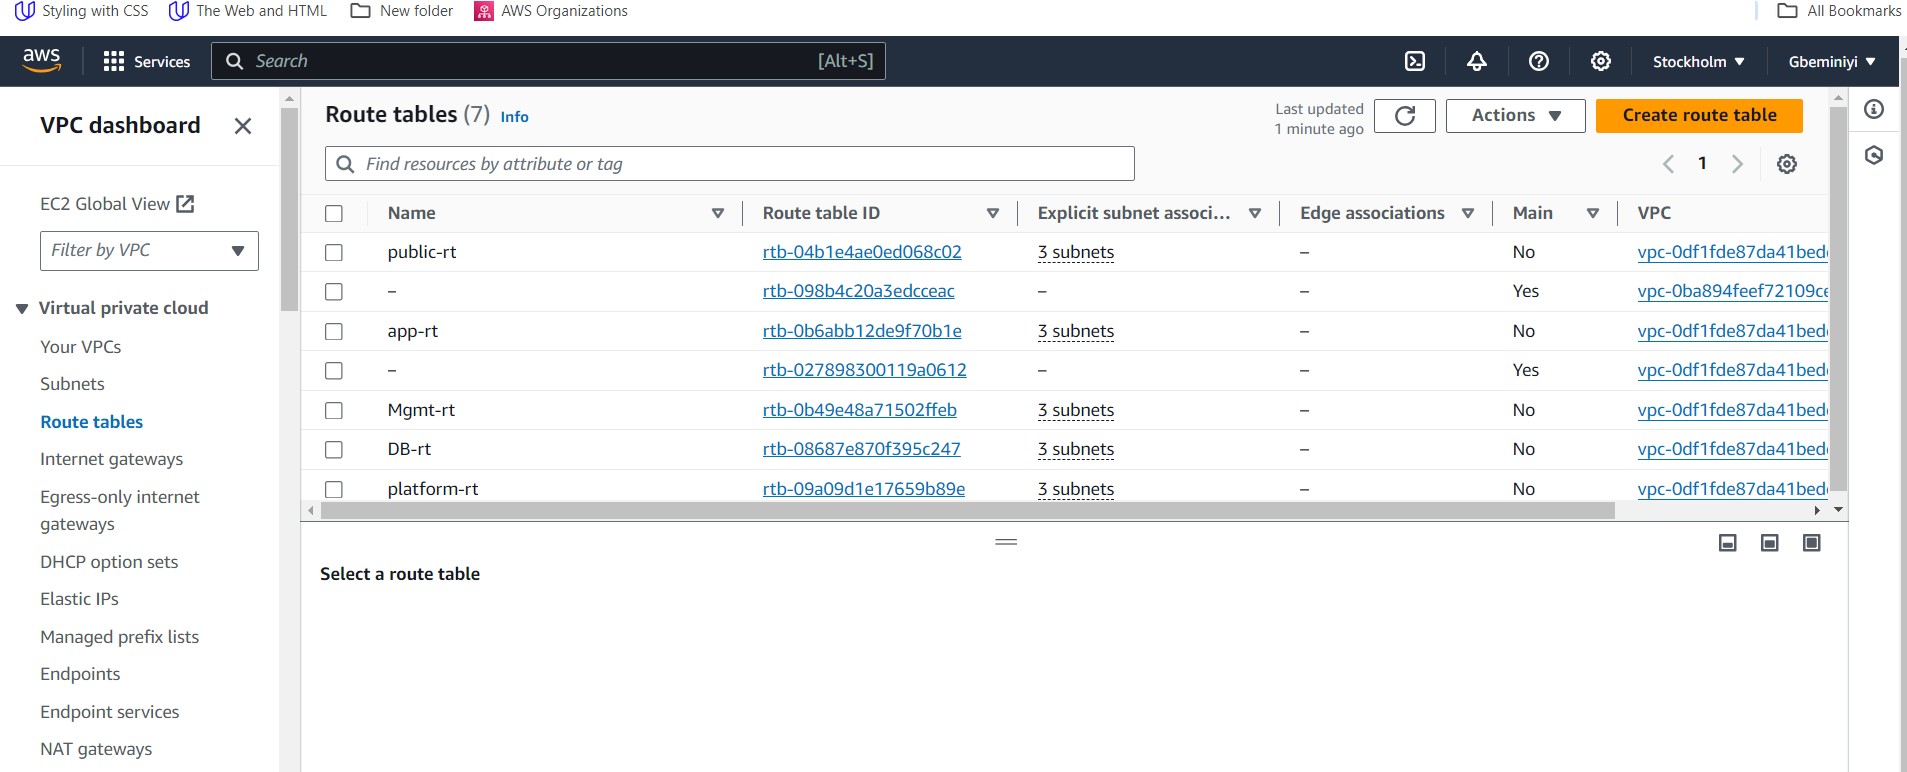 Styling with CSS The Web and HTML New folder AWS Organizations All Bookmarks
aws Services Search [Alt+S] Stockholm Gbeminiyi
VPC dashboard
EC2 Global View
Filter by VPC
Virtual private cloud
Your VPCs
Subnets
Route tables
Internet gateways
Egress-only internet
gateways
DHCP option sets
Elastic IPs
Managed prefix lists
Endpoints
Endpoint services
NAT gateways
Route tables (7) Info
Last updated
1 minute ago
Actions
Create route table
Find resources by attribute or tag
1
Name Route table ID Explicit subnet associ... Edge associations Main VPC
public-rt rtb-04b1e4ae0ed068c02 3 subnets – No vpc-0df1fde87da41bed
– rtb-098b4c20a3edcceac – – Yes vpc-0ba894feef72109ce
app-rt rtb-0b6abb12de9f70b1e 3 subnets – No vpc-0df1fde87da41bed
– rtb-027898300119a0612 – – Yes vpc-0df1fde87da41bed
Mgmt-rt rtb-0b49e48a71502ffeb 3 subnets – No vpc-0df1fde87da41bed
DB-rt rtb-08687e870f395c247 3 subnets – No vpc-0df1fde87da41bed
platform-rt rtb-09a09d1e17659b89e 3 subnets – No vpc-0df1fde87da41bed
Select a route table